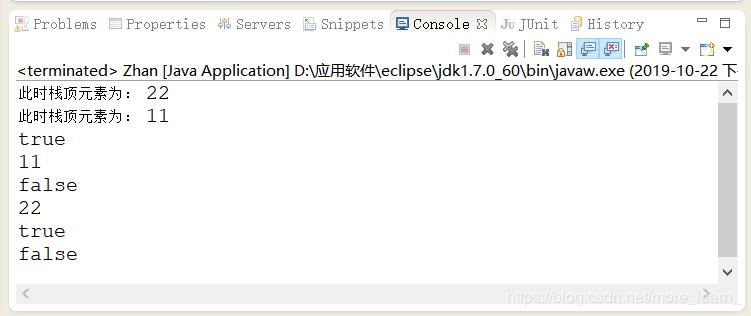 Problems Properties Servers Snippets Console JUnit History
<terminated> Zhan [Java Application] D:\应用软件\eclipse\jdk1.7.0_60\bin\javaw.exe (2019-10-22 下
此时栈顶元素为： 22
此时栈顶元素为： 11
true
11
false
22
true
false
https://blog.csdn.net/more_learn_